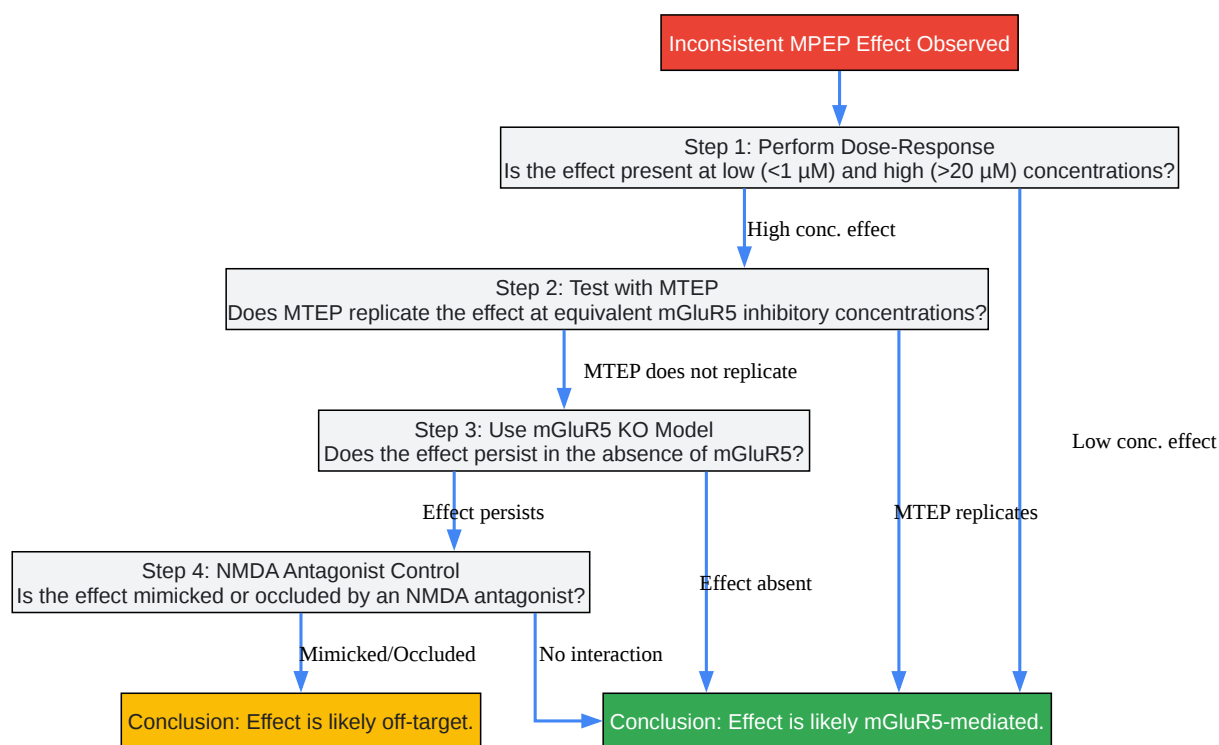 Inconsistent MPEP Effect Observed
Step 1: Perform Dose-Response
Is the effect present at low (<1 µM) and high (>20 µM) concentrations?
High conc. effect
Step 2: Test with MTEP
Does MTEP replicate the effect at equivalent mGluR5 inhibitory concentrations?
MTEP does not replicate
Step 3: Use mGluR5 KO Model
Does the effect persist in the absence of mGluR5?
Low conc. effect
Effect persists
MTEP replicates
Step 4: NMDA Antagonist Control
Is the effect mimicked or occluded by an NMDA antagonist?
Effect absent
Mimicked/Occluded
No interaction
Conclusion: Effect is likely off-target.
Conclusion: Effect is likely mGluR5-mediated.